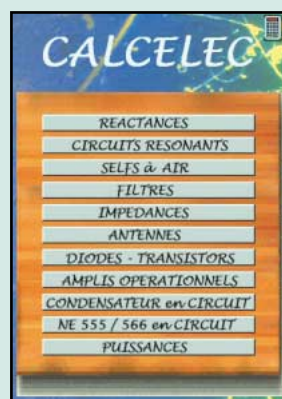 CALCELEC
REACTANCES
CIRCUITS RESONANTS
SELFS à AIR
FILTRES
IMPEDANCES
ANTENNES
DIODES - TRANSISTORS
AMPLIS OPERATIONNELS
CONDENSATEUR en CIRCUIT
NE 555 / 566 en CIRCUIT
PUISSANCES